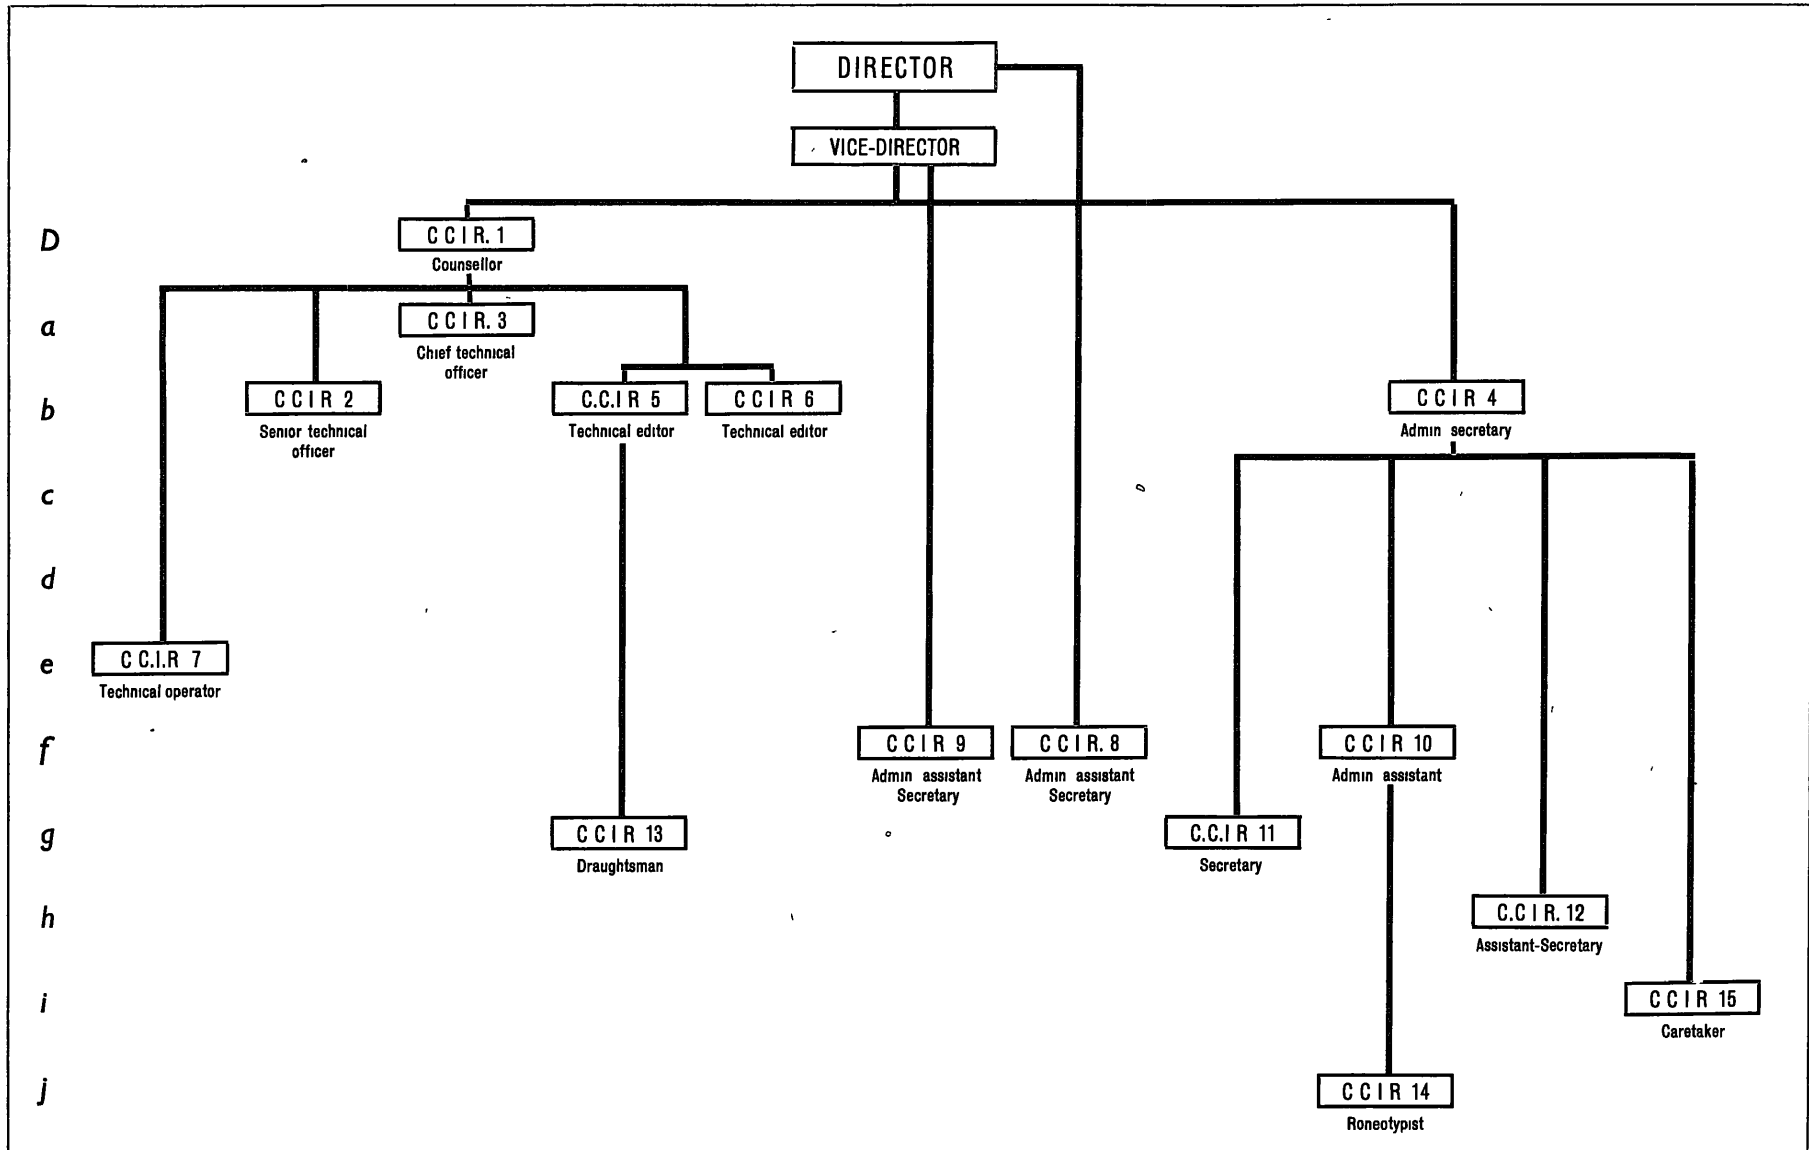 DIRECTOR
VICE-DIRECTOR
D
C C I R. 1
Counsellor
a
C C I R. 3
Chief technical
officer
b
C C I R 2
Senior technical
officer
C.C.I R 5
Technical editor
C C I R 6
Technical editor
C C I R 4
Admin secretary
c
d
e
C C.I.R 7
Technical operator
f
C C I R 9
Admin assistant
Secretary
C C I R. 8
Admin assistant
Secretary
C C I R 10
Admin assistant
g
C C I R 13
Draughtsman
C.C.I R 11
Secretary
h
C.C I R. 12
Assistant-Secretary
i
C C I R 15
Caretaker
j
C C I R 14
Roneotypist